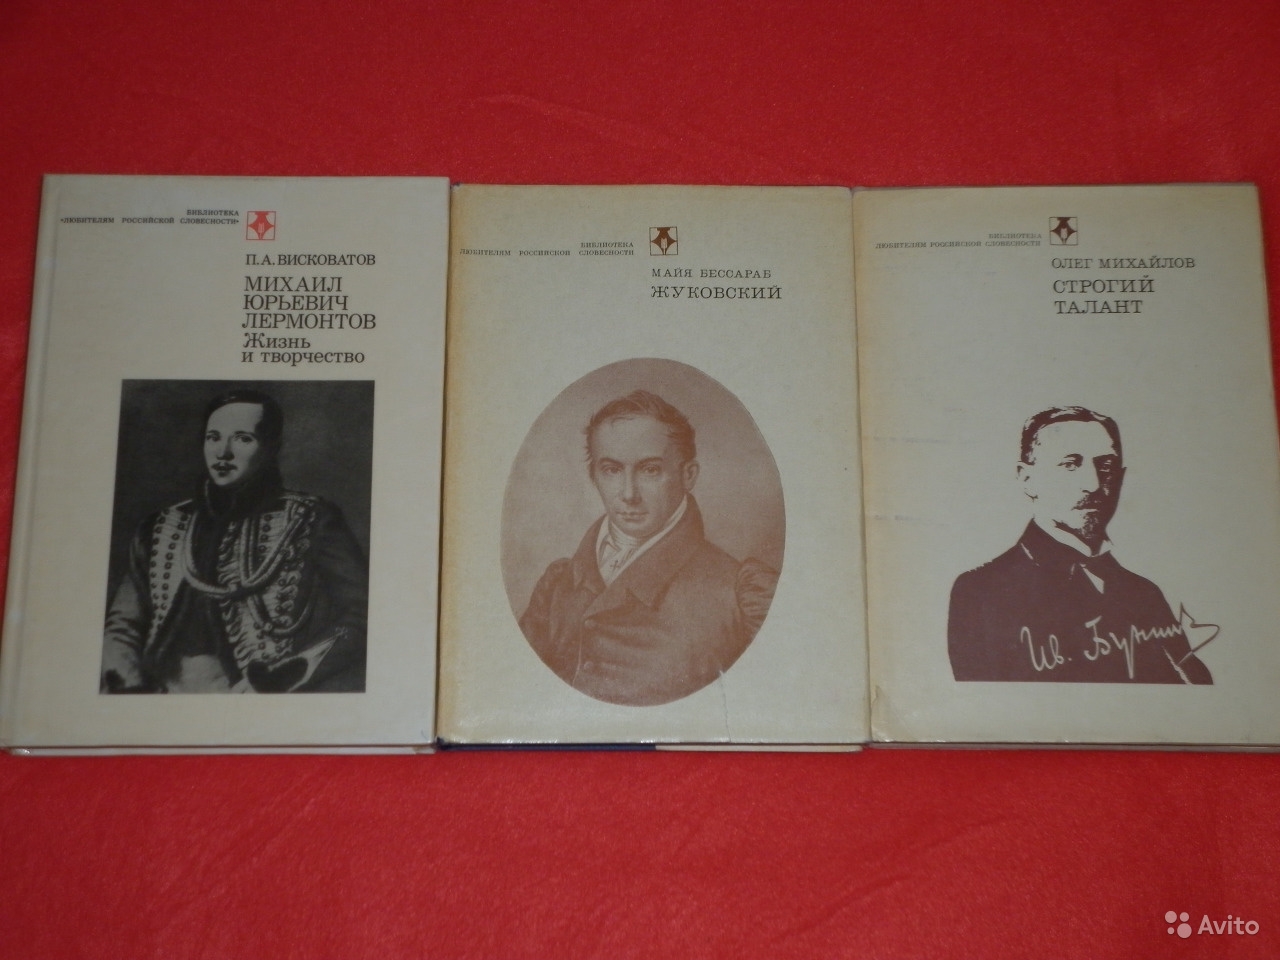 БИБЛИОТЕКА
«ЛЮБИТЕЛЯМ РОССИЙСКОЙ СЛОВЕСНОСТИ»
П.А.ВИСКОВАТОВ
МИХАИЛ
ЮРЬЕВИЧ
ЛЕРМОНТОВ
Жизнь
и творчество
БИБЛИОТЕКА
ЛЮБИТЕЛЯМ РОССИЙСКОЙ СЛОВЕСНОСТИ
МАЙЯ БЕССАРАБ
ЖУКОВСКИЙ
БИБЛИОТЕКА
ЛЮБИТЕЛЯМ РОССИЙСКОЙ СЛОВЕСНОСТИ
ОЛЕГ МИХАЙЛОВ
СТРОГИЙ
ТАЛАНТ
Ив. Бунин
Avito